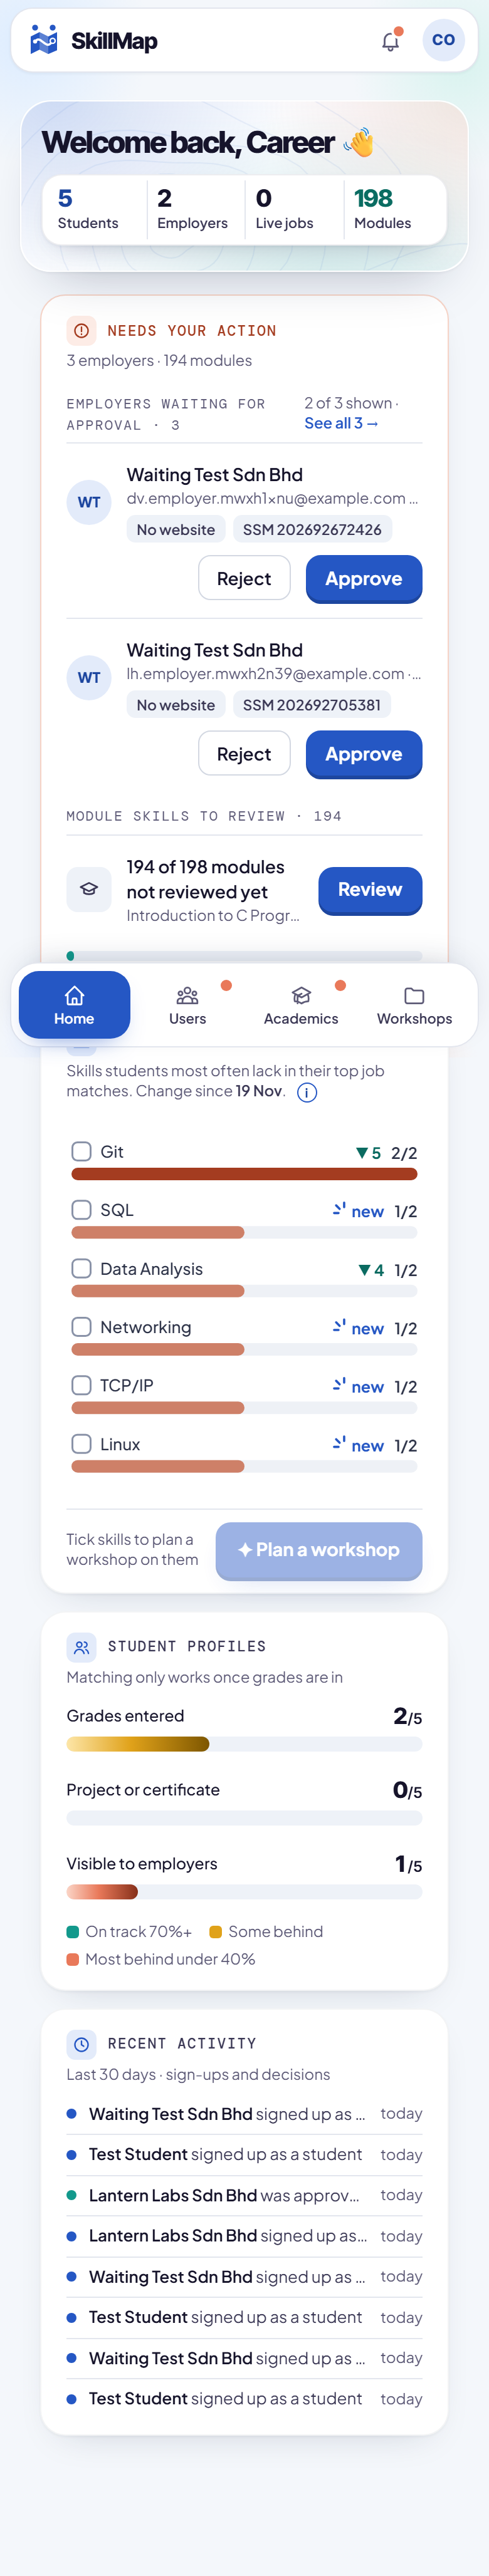 SkillMap
CO
Welcome back, Career 👋
5
Students
2
Employers
0
Live jobs
198
Modules
NEEDS YOUR ACTION
3 employers · 194 modules
EMPLOYERS WAITING FOR
APPROVAL · 3
2 of 3 shown ·
See all 3 →
WT
Waiting Test Sdn Bhd
dv.employer.mwxh1xnu@example.com …
No website
SSM 202692672426
Reject
Approve
WT
Waiting Test Sdn Bhd
lh.employer.mwxh2n39@example.com ·…
No website
SSM 202692705381
Reject
Approve
MODULE SKILLS TO REVIEW · 194
194 of 198 modules
not reviewed yet
Introduction to C Progr…
Review
Home
Users
Academics
Workshops
Skills students most often lack in their top job
matches. Change since 19 Nov. i
Git ▼5 2/2
SQL new 1/2
Data Analysis ▼4 1/2
Networking new 1/2
TCP/IP new 1/2
Linux new 1/2
Tick skills to plan a
workshop on them
✦ Plan a workshop
STUDENT PROFILES
Matching only works once grades are in
Grades entered 2/5
Project or certificate 0/5
Visible to employers 1/5
On track 70%+ Some behind
Most behind under 40%
RECENT ACTIVITY
Last 30 days · sign-ups and decisions
Waiting Test Sdn Bhd signed up as … today
Test Student signed up as a student today
Lantern Labs Sdn Bhd was approv… today
Lantern Labs Sdn Bhd signed up as… today
Waiting Test Sdn Bhd signed up as … today
Test Student signed up as a student today
Waiting Test Sdn Bhd signed up as … today
Test Student signed up as a student today